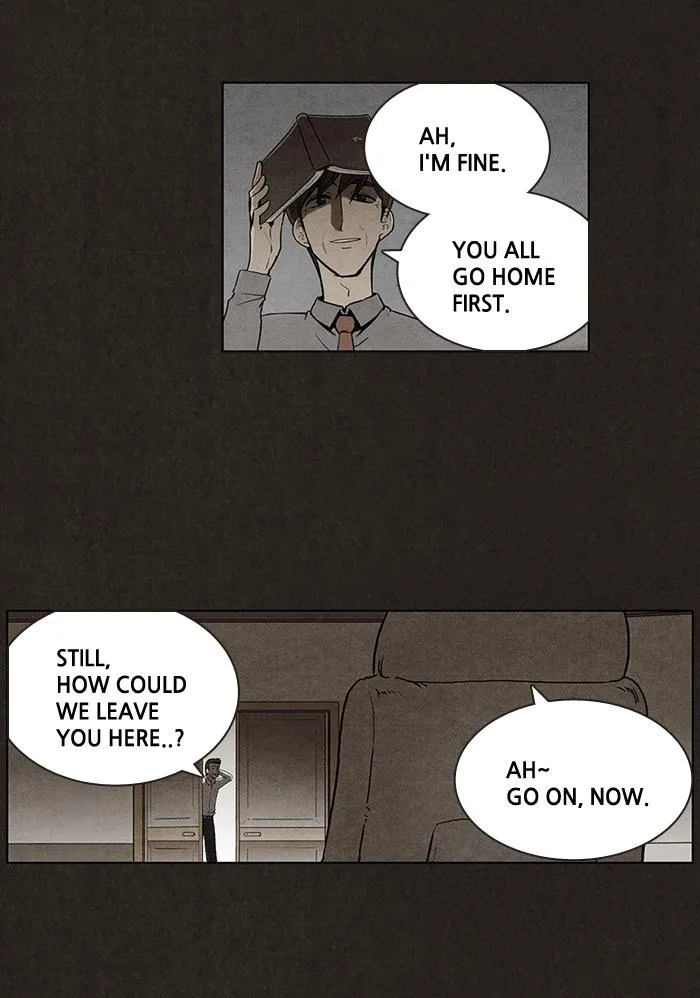 AH,
I'M FINE.
YOU ALL
GO HOME
FIRST.
STILL,
HOW COULD
WE LEAVE
YOU HERE..?
AH~
GO ON, NOW.